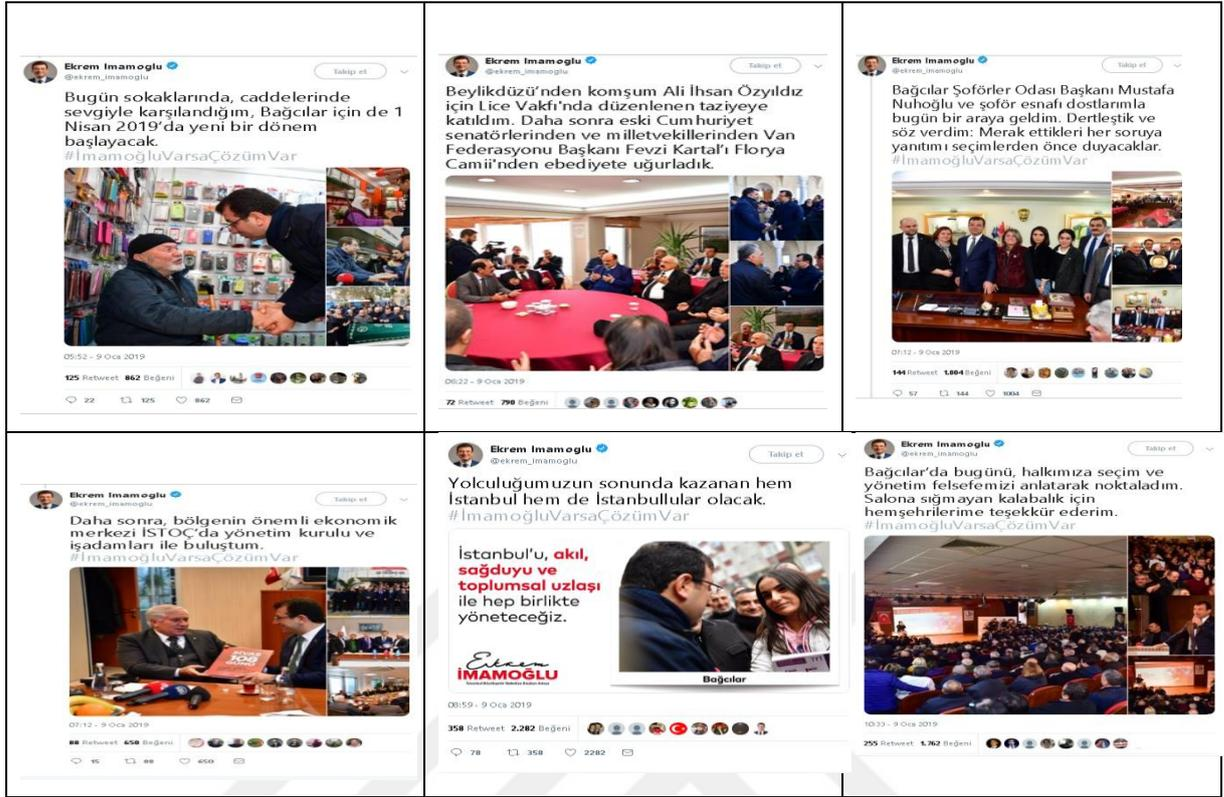 Ekrem Imamoglu
@ekrem_imamoglu
Takip et
Bugün sokaklarında, caddelerinde
sevgiyle karşılandığım, Bağcılar için de 1
Nisan 2019'da yeni bir dönem
başlayacak.
#İmamoğluVarsaÇözümVar
05:52 - 9 Oca 2019
125 Retweet 862 Beğeni
22 125 862
Ekrem Imamoglu
@ekrem_imamoglu
Takip et
Beylikdüzü'nden komşum Ali İhsan Özyıldız
için Lice Vakfı'nda düzenlenen taziyeye
katıldım. Daha sonra eski Cumhuriyet
senatörlerinden ve milletvekillerinden Van
Federasyonu Başkanı Fevzi Kartal'ı Florya
Camii'nden ebediyete uğurladık.
06:22 - 9 Oca 2019
72 Retweet 790 Beğeni
Ekrem Imamoglu
@ekrem_imamoglu
Takip et
Bağcılar Şoförler Odası Başkanı Mustafa
Nuhoğlu ve şoför esnafı dostlarımla
bugün bir araya geldim. Dertleştik ve
söz verdim: Merak ettikleri her soruya
yanıtımı seçimlerden önce duyacaklar.
#İmamoğluVarsaÇözümVar
07:12 - 9 Oca 2019
144 Retweet 1.004 Beğeni
57 144 1004
Ekrem Imamoglu
@ekrem_imamoglu
Takip et
Daha sonra, bölgenin önemli ekonomik
merkezi İSTOÇ'da yönetim kurulu ve
işadamları ile buluştum.
#İmamoğluVarsaÇözümVar
07:12 - 9 Oca 2019
88 Retweet 650 Beğeni
15 88 650
Ekrem Imamoglu
@ekrem_imamoglu
Takip et
Yolculuğumuzun sonunda kazanan hem
İstanbul hem de İstanbullular olacak.
#İmamoğluVarsaÇözümVar
İstanbul'u, akıl,
sağduyu ve
toplumsal uzlaşı
ile hep birlikte
yöneteceğiz.
Ekrem
İMAMOĞLU
Bağcılar
08:59 - 9 Oca 2019
358 Retweet 2.282 Beğeni
78 358 2282
Ekrem Imamoglu
@ekrem_imamoglu
Takip et
Bağcılar'da bugünü, halkımıza seçim ve
yönetim felsefemizi anlatarak noktaladım.
Salona sığmayan kalabalık için
hemşehrilerime teşekkür ederim.
#İmamoğluVarsaÇözümVar
10:33 - 9 Oca 2019
255 Retweet 1.762 Beğeni